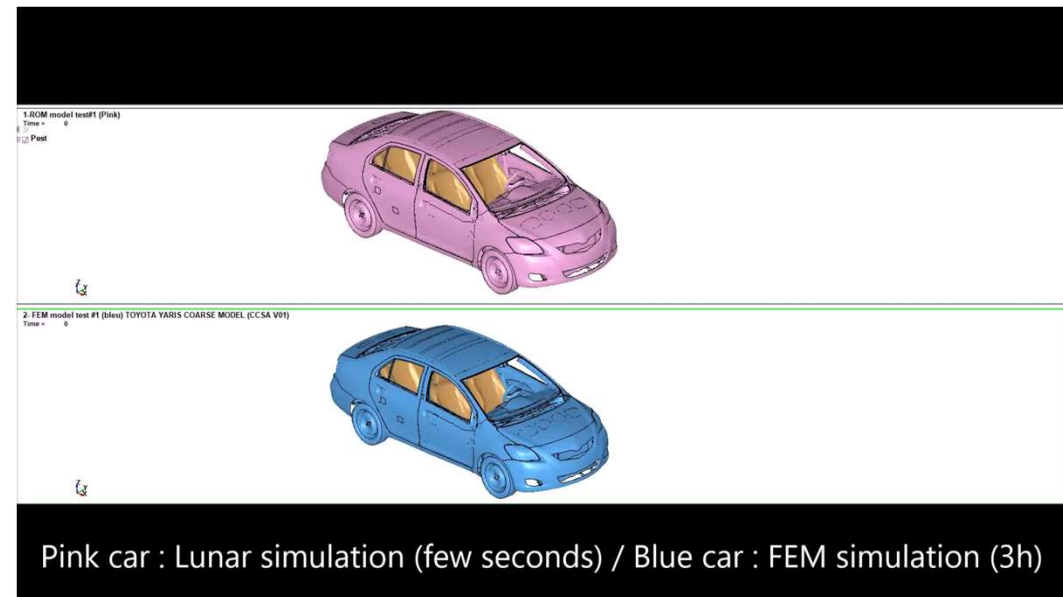 1-ROM model test#1 (Pink)
Time = 0
Post
2- FEM model test #1 (bleu) TOYOTA YARIS COARSE MODEL (CCSA V01)
Time = 0
Pink car : Lunar simulation (few seconds) / Blue car : FEM simulation (3h)